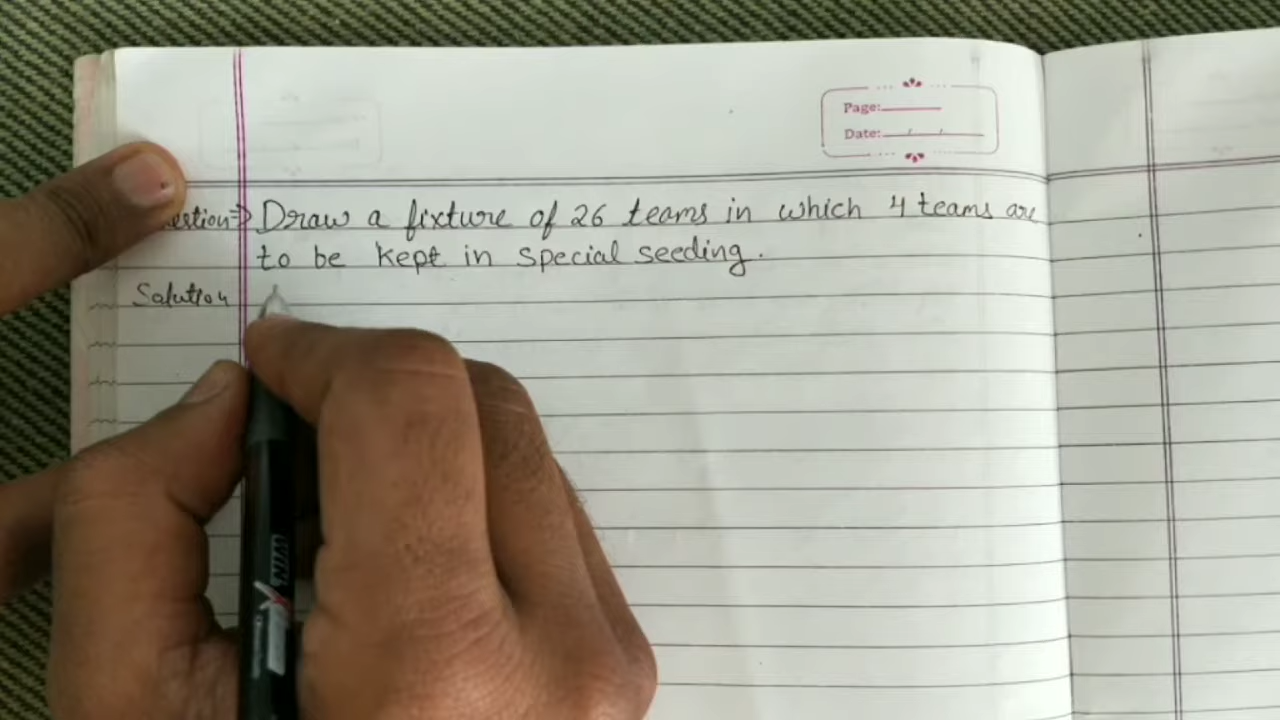 Page:
Date:
Draw a fixture of 26 teams in which 4 teams are
to be kept in special seeding.
Solution